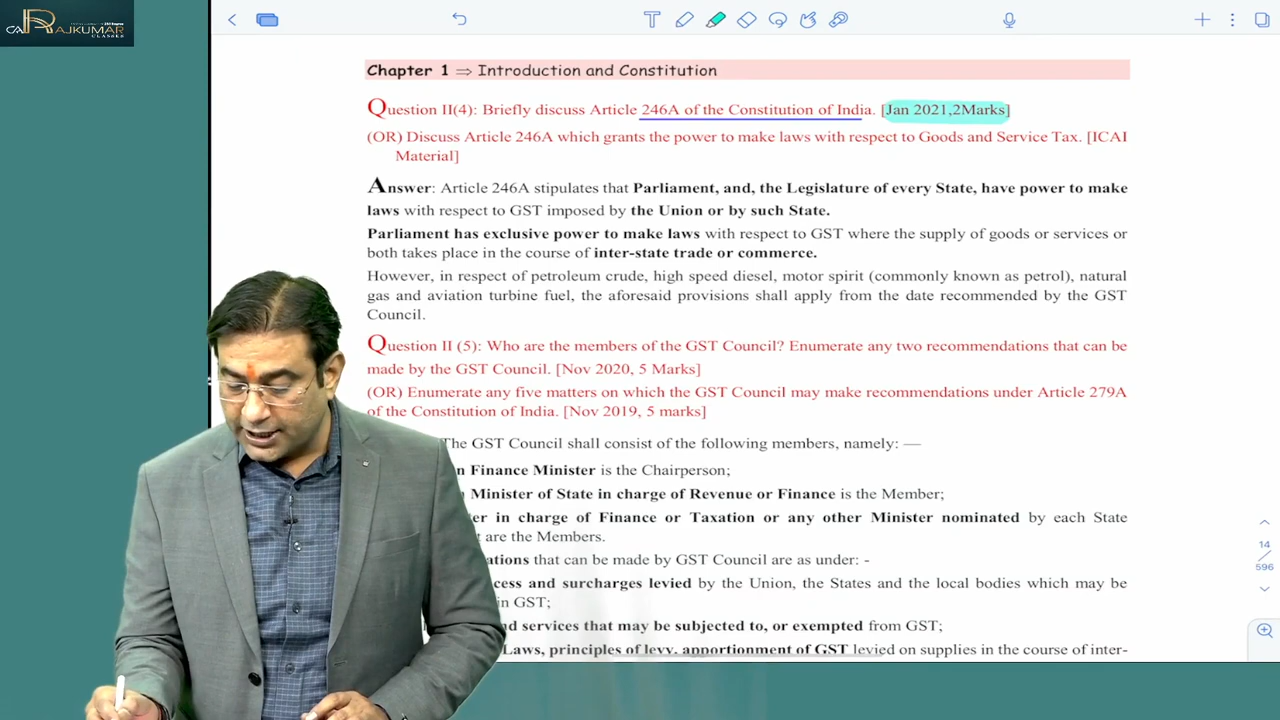 CA RAJKUMAR
CLASSES
Chapter 1 ⇒ Introduction and Constitution
Question II(4): Briefly discuss Article 246A of the Constitution of India. [Jan 2021,2Marks]
(OR) Discuss Article 246A which grants the power to make laws with respect to Goods and Service Tax. [ICAI
Material]
Answer: Article 246A stipulates that Parliament, and, the Legislature of every State, have power to make
laws with respect to GST imposed by the Union or by such State.
Parliament has exclusive power to make laws with respect to GST where the supply of goods or services or
both takes place in the course of inter-state trade or commerce.
However, in respect of petroleum crude, high speed diesel, motor spirit (commonly known as petrol), natural
gas and aviation turbine fuel, the aforesaid provisions shall apply from the date recommended by the GST
Council.
Question II (5): Who are the members of the GST Council? Enumerate any two recommendations that can be
made by the GST Council. [Nov 2020, 5 Marks]
(OR) Enumerate any five matters on which the GST Council may make recommendations under Article 279A
of the Constitution of India. [Nov 2019, 5 marks]
The GST Council shall consist of the following members, namely: —
n Finance Minister is the Chairperson;
Minister of State in charge of Revenue or Finance is the Member;
er in charge of Finance or Taxation or any other Minister nominated by each State
t are the Members.
ations that can be made by GST Council are as under: -
cess and surcharges levied by the Union, the States and the local bodies which may be
in GST;
nd services that may be subjected to, or exempted from GST;
Laws, principles of levy, apportionment of GST levied on supplies in the course of inter-
14
596